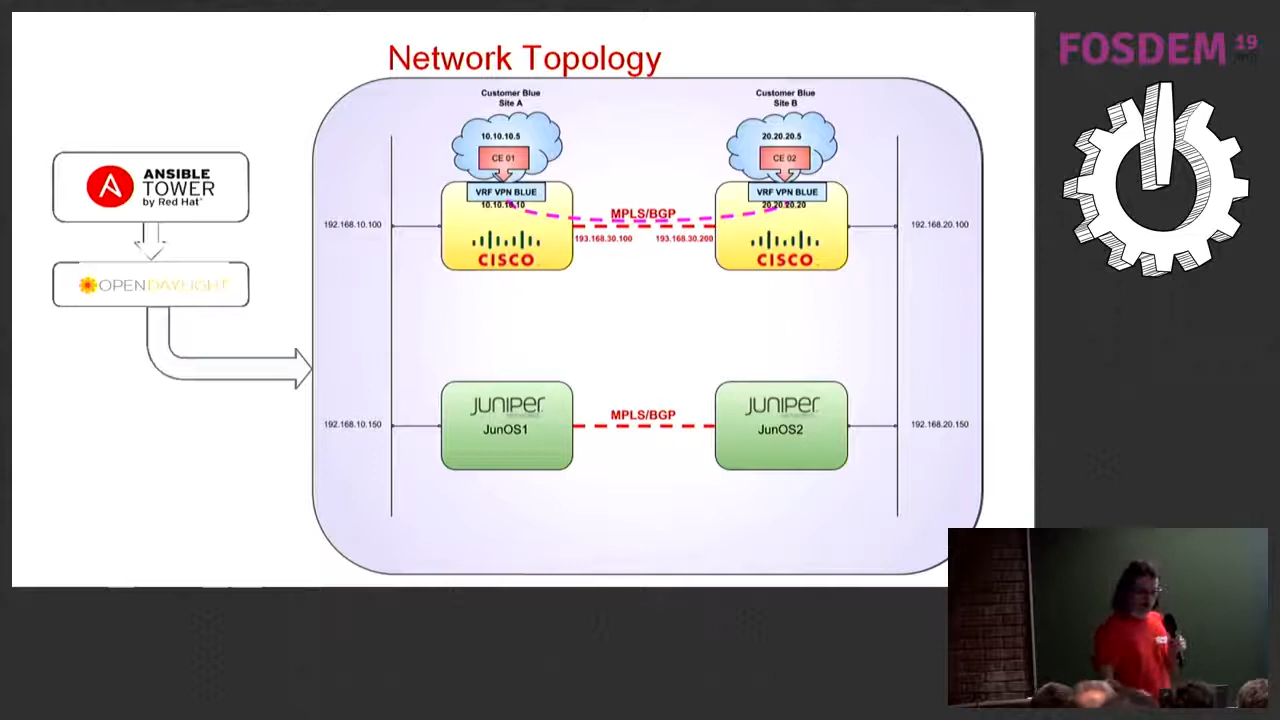 Network Topology
FOSDEM 19
Customer Blue
Site A
Customer Blue
Site B
10.10.10.5
20.20.20.5
CE 01
CE 02
ANSIBLE
TOWER
by Red Hat
VRF VPN BLUE
VRF VPN BLUE
10.10.10.10
20.20.20.20
MPLS/BGP
192.168.10.100
192.168.20.100
193.168.30.100
193.168.30.200
CISCO
CISCO
OPENDAYLIGHT
JUNIPER
JUNIPER
MPLS/BGP
JunOS1
JunOS2
192.168.10.150
192.168.20.150